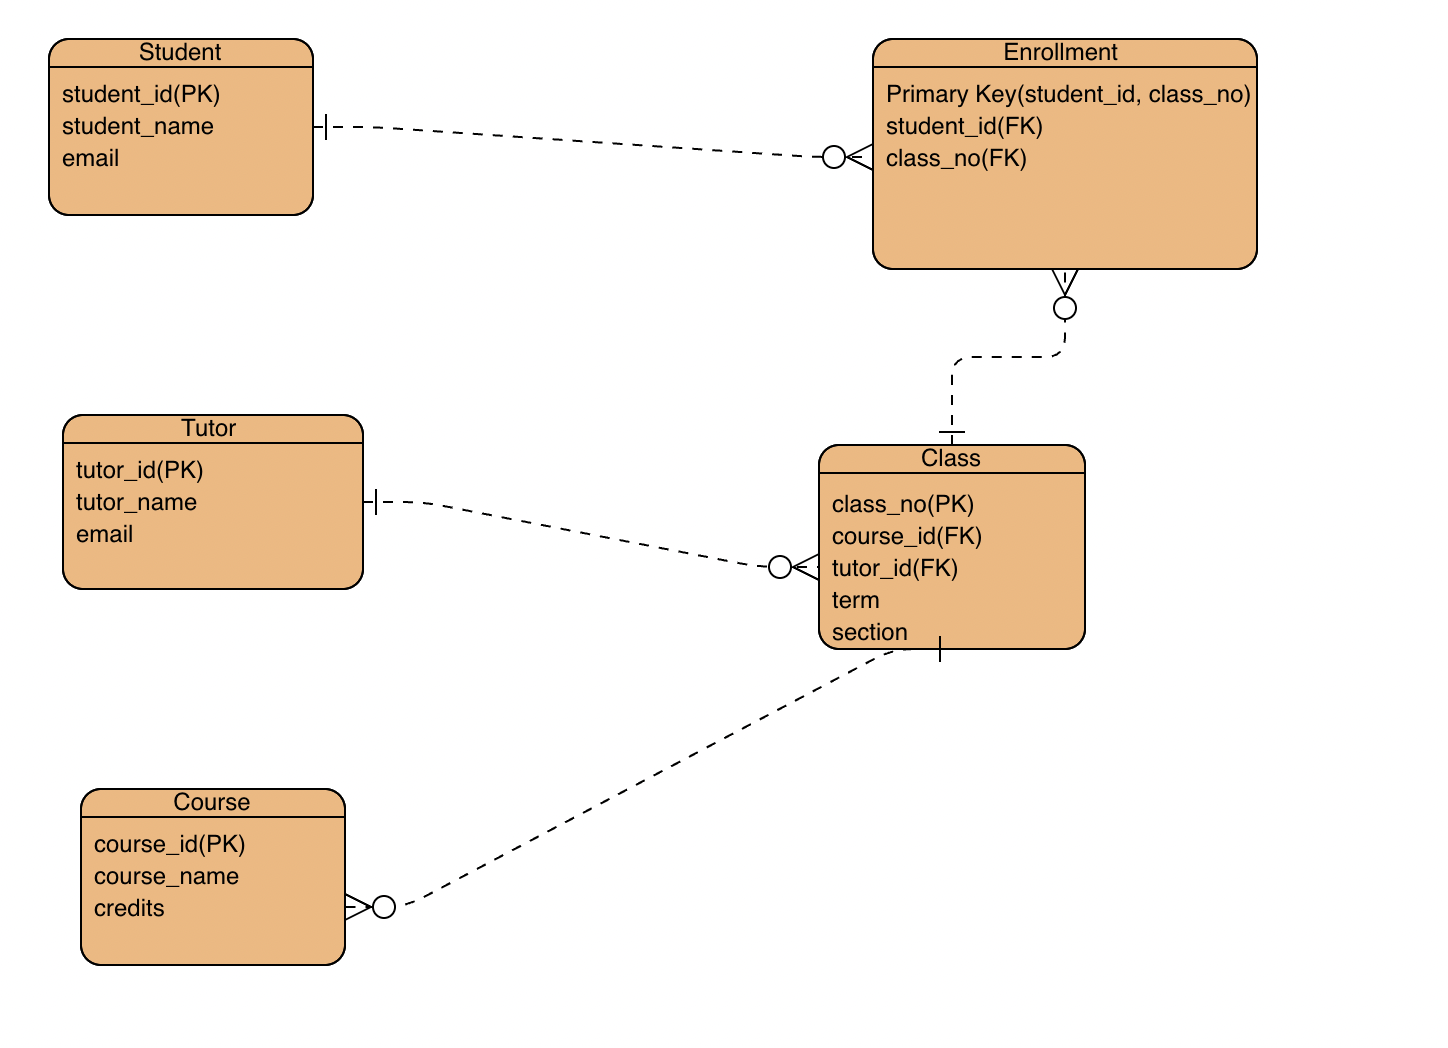 Student
student_id(PK)
student_name
email
Enrollment
Primary Key(student_id, class_no)
student_id(FK)
class_no(FK)
Tutor
tutor_id(PK)
tutor_name
email
Class
class_no(PK)
course_id(FK)
tutor_id(FK)
term
section
Course
course_id(PK)
course_name
credits